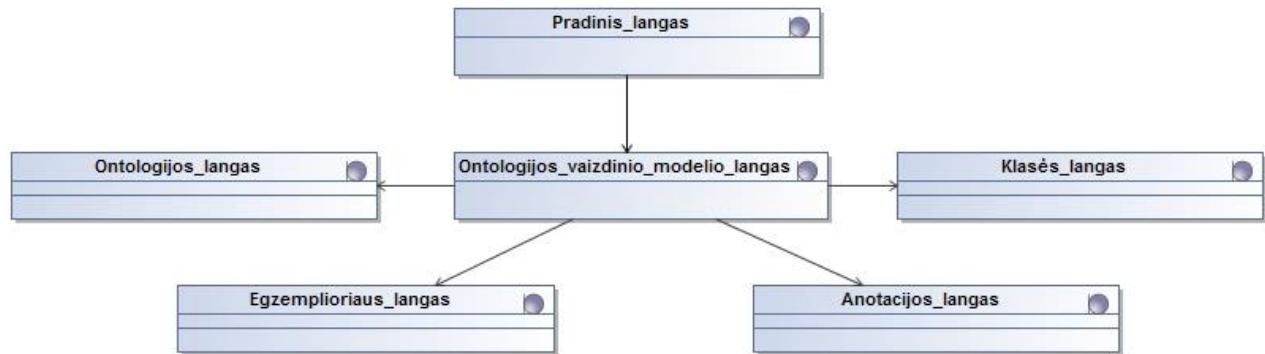 Pradinis_langas
Ontologijos_langas
Ontologijos_vaizdinio_modelio_langas
Klasės_langas
Egzemplioriaus_langas
Anotacijos_langas